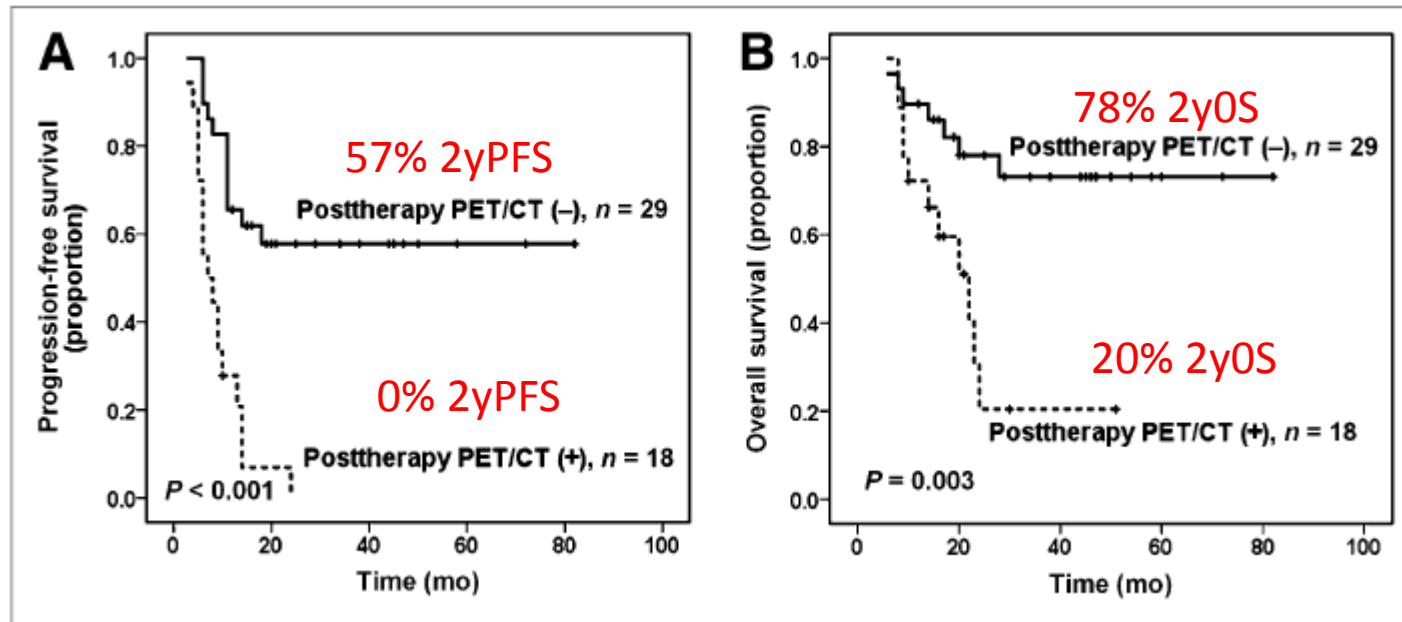 A
Progression-free survival
(proportion)
1.0
0.8
0.6
0.4
0.2
0.0
57% 2yPFS
Posttherapy PET/CT (–), n = 29
0% 2yPFS
Posttherapy PET/CT (+), n = 18
P < 0.001
0 20 40 60 80 100
Time (mo)
B
Overall survival (proportion)
1.0
0.8
0.6
0.4
0.2
0.0
78% 2y0S
Posttherapy PET/CT (–), n = 29
20% 2y0S
Posttherapy PET/CT (+), n = 18
P = 0.003
0 20 40 60 80 100
Time (mo)